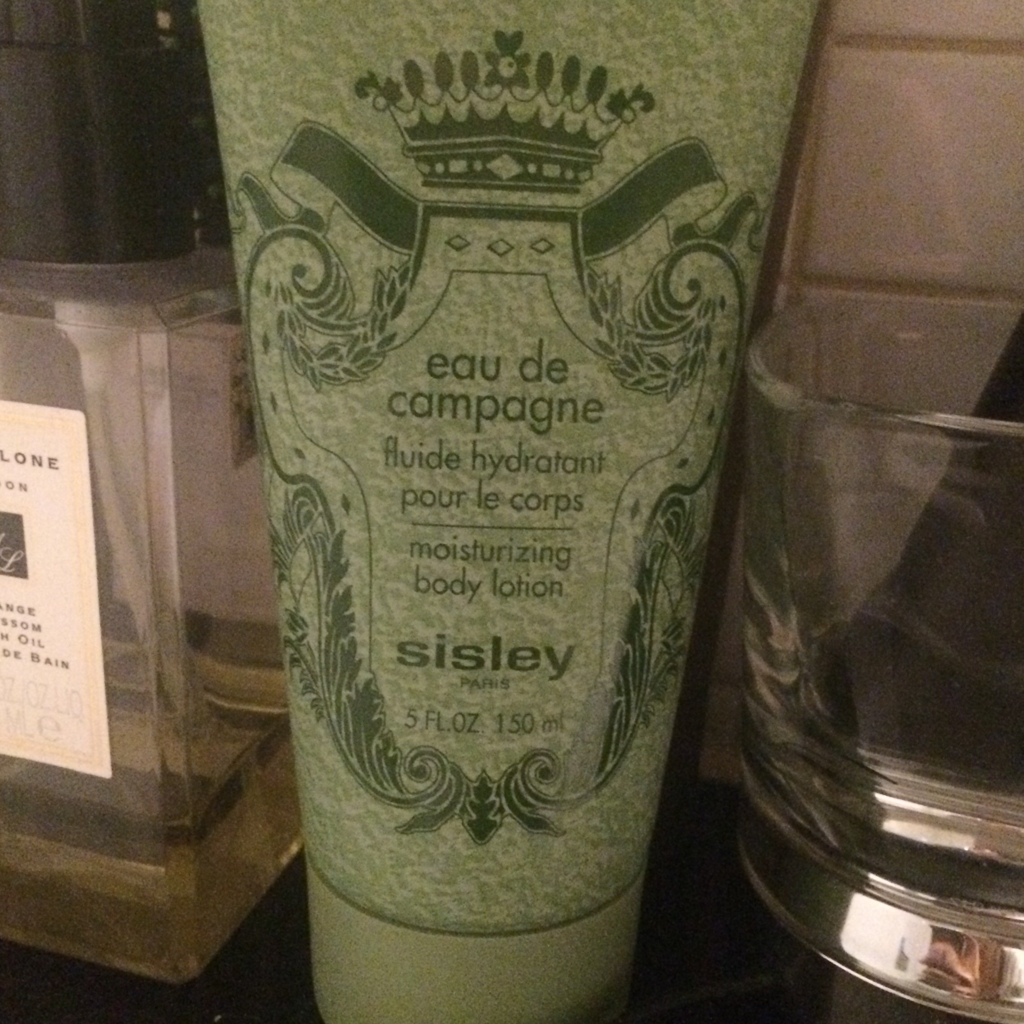 eau de
campagne
fluide hydratant
pour le corps
moisturizing
body lotion
sisley
PARIS
5 FL.OZ. 150 ml
LONE
ON
ANGE
SSOM
H OIL
DE BAIN
ML e